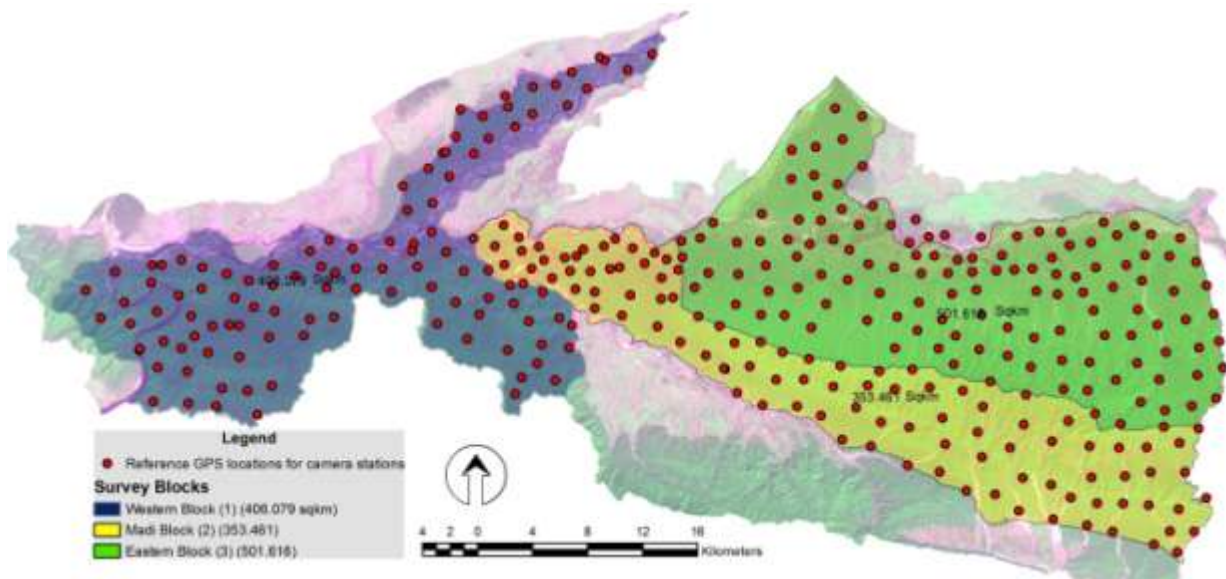 406.079 Sqkm
501.616 Sqkm
353.461 Sqkm
Legend
Reference GPS locations for camera stations
Survey Blocks
Western Block (1) (406.079 sqkm)
Madi Block (2) (353.461)
Eastern Block (3) (501.616)
4 2 0 4 8 12 16
Kilometers